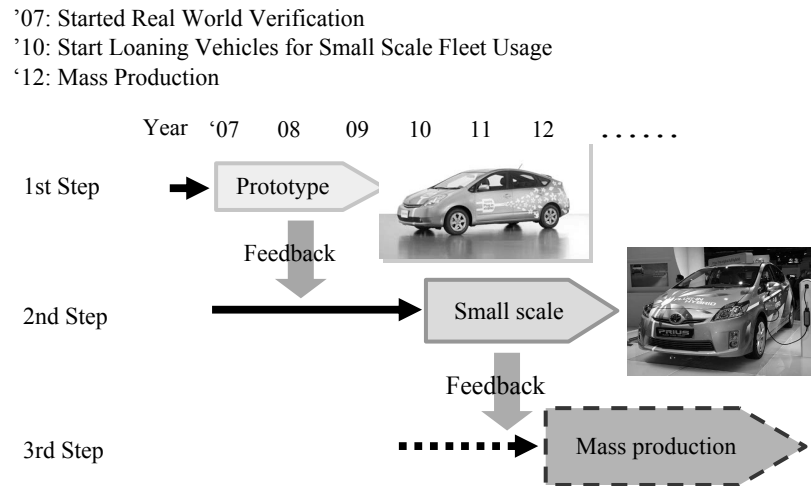 ’07: Started Real World Verification
’10: Start Loaning Vehicles for Small Scale Fleet Usage
‘12: Mass Production
Year ‘07 08 09 10 11 12 ......
1st Step Prototype
Feedback
2nd Step Small scale
PRIUS
Feedback
3rd Step Mass production